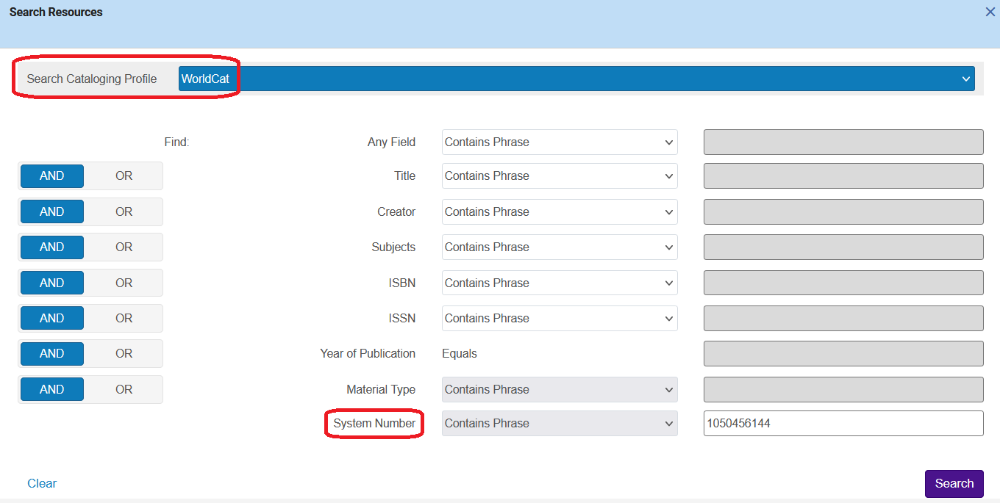 Search Resources
Search Cataloging Profile WorldCat
Find: Any Field Contains Phrase
AND OR Title Contains Phrase
AND OR Creator Contains Phrase
AND OR Subjects Contains Phrase
AND OR ISBN Contains Phrase
AND OR ISSN Contains Phrase
AND OR Year of Publication Equals
AND OR Material Type Contains Phrase
System Number Contains Phrase 1050456144
Clear Search